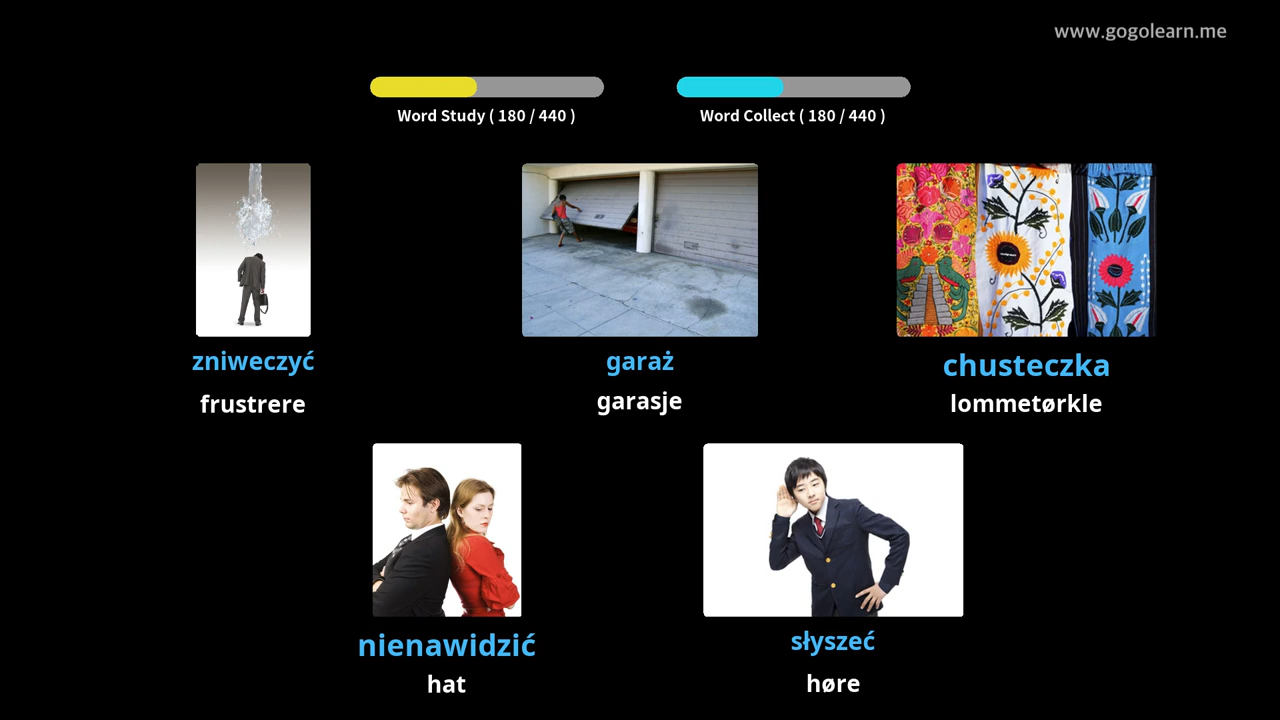 www.gogolearn.me
Word Study ( 180 / 440 )
Word Collect ( 180 / 440 )
zniweczyć
frustrere
garaż
garasje
chusteczka
lommetørkle
nienawidzić
hat
słyszeć
høre